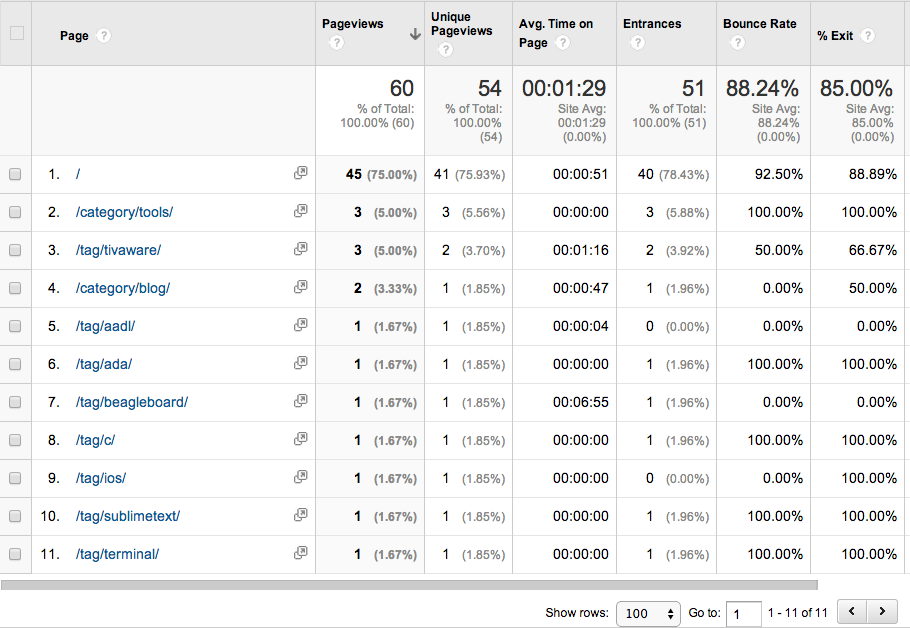 Page ? Pageviews ? Unique Pageviews ? Avg. Time on Page ? Entrances ? Bounce Rate ? % Exit ?
60 54 00:01:29 51 88.24% 85.00%
% of Total: 100.00% (60) % of Total: 100.00% (54) Site Avg: 00:01:29 (0.00%) % of Total: 100.00% (51) Site Avg: 88.24% (0.00%) Site Avg: 85.00% (0.00%)
1. / 45 (75.00%) 41 (75.93%) 00:00:51 40 (78.43%) 92.50% 88.89%
2. /category/tools/ 3 (5.00%) 3 (5.56%) 00:00:00 3 (5.88%) 100.00% 100.00%
3. /tag/tivaware/ 3 (5.00%) 2 (3.70%) 00:01:16 2 (3.92%) 50.00% 66.67%
4. /category/blog/ 2 (3.33%) 1 (1.85%) 00:00:47 1 (1.96%) 0.00% 50.00%
5. /tag/aadl/ 1 (1.67%) 1 (1.85%) 00:00:04 0 (0.00%) 0.00% 0.00%
6. /tag/ada/ 1 (1.67%) 1 (1.85%) 00:00:00 1 (1.96%) 100.00% 100.00%
7. /tag/beagleboard/ 1 (1.67%) 1 (1.85%) 00:06:55 1 (1.96%) 0.00% 0.00%
8. /tag/c/ 1 (1.67%) 1 (1.85%) 00:00:00 1 (1.96%) 100.00% 100.00%
9. /tag/ios/ 1 (1.67%) 1 (1.85%) 00:00:00 0 (0.00%) 0.00% 100.00%
10. /tag/sublimetext/ 1 (1.67%) 1 (1.85%) 00:00:00 1 (1.96%) 100.00% 100.00%
11. /tag/terminal/ 1 (1.67%) 1 (1.85%) 00:00:00 1 (1.96%) 100.00% 100.00%
Show rows: 100 Go to: 1 1 - 11 of 11